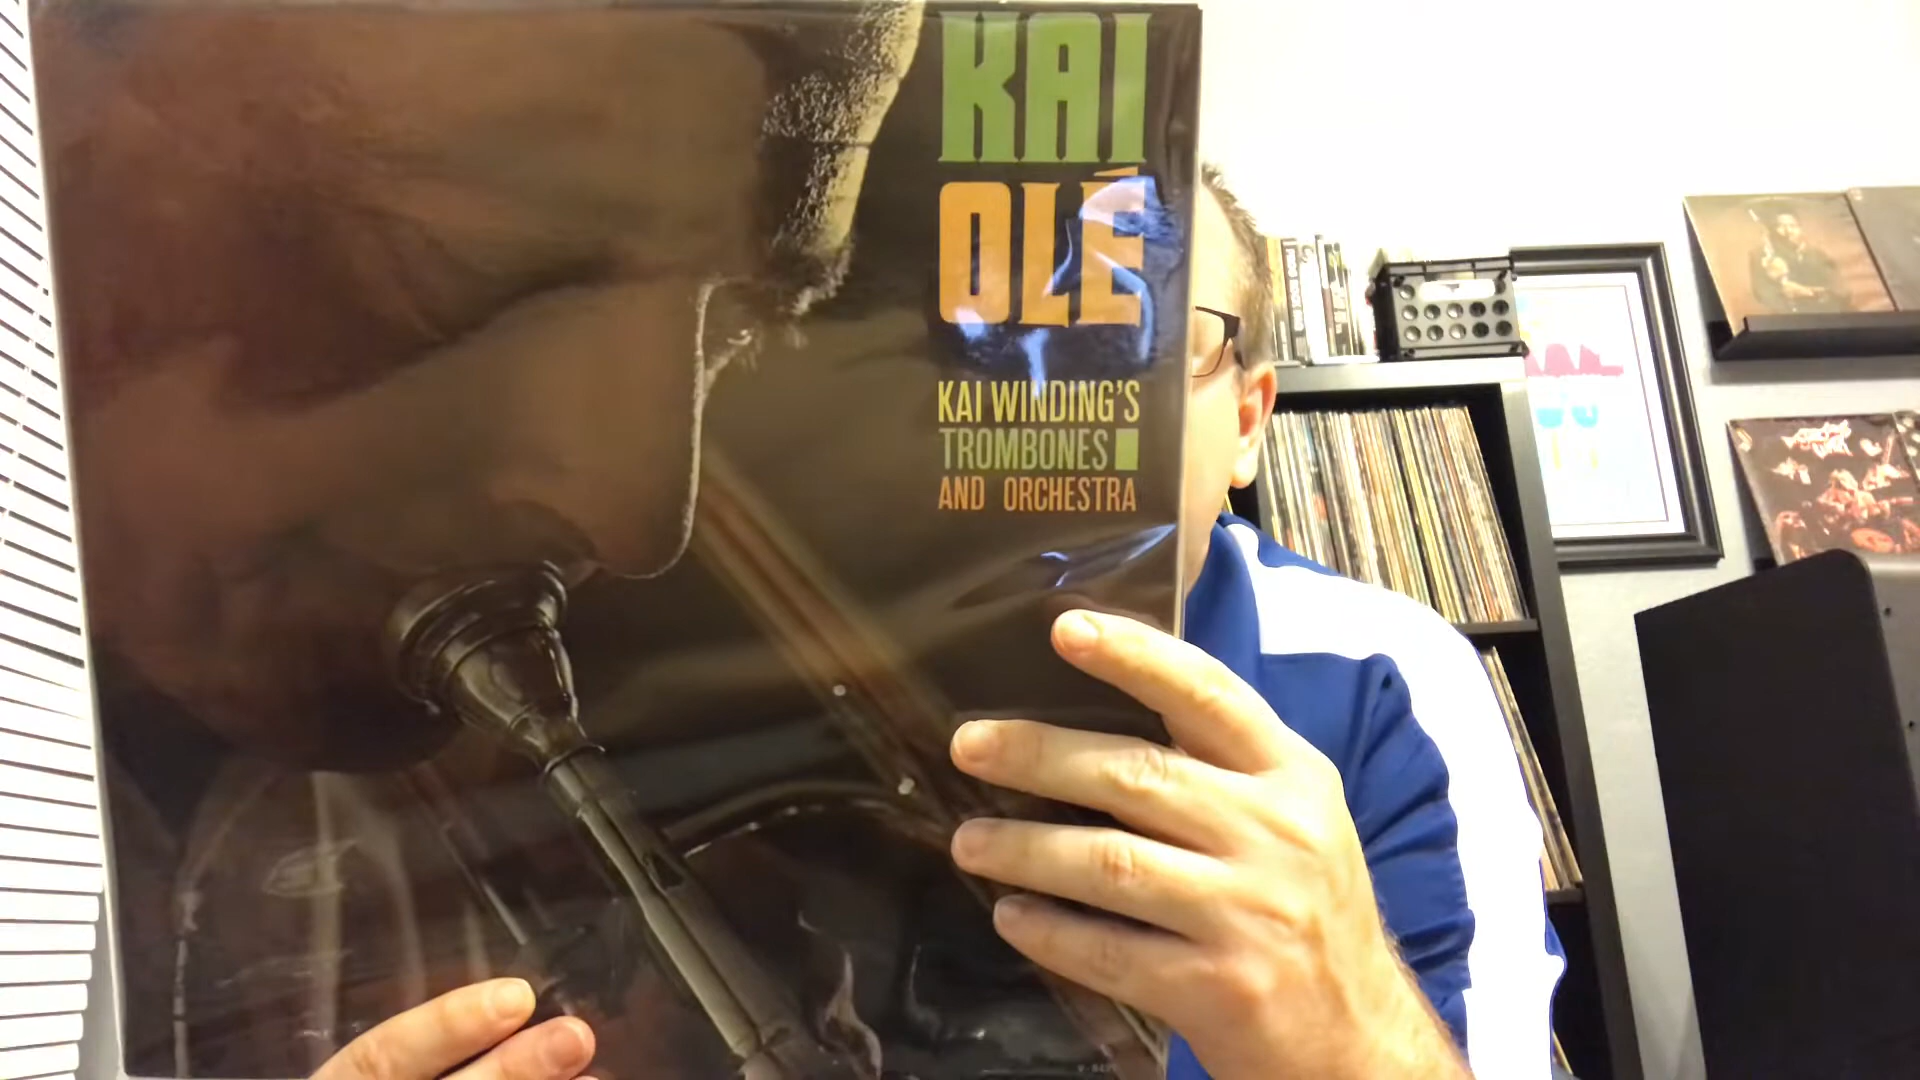 KAI
OLÉ
KAI WINDING'S
TROMBONES
AND ORCHESTRA